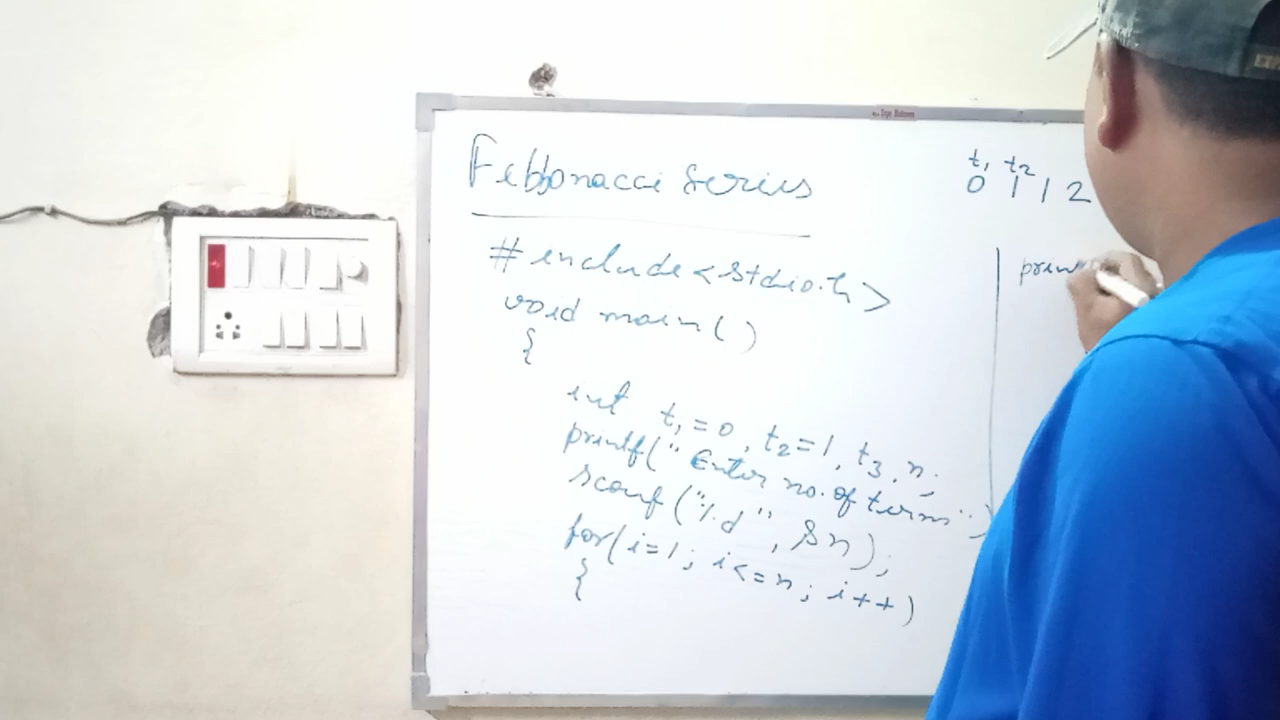 Febbonacci Series
# include <stdio.h>
void main()
{
int t1=0, t2=1, t3, n;
printf("Enter no. of terms")
scanf("%d", &n);
for(i=1; i<=n; i++)
{
t1 t2
0 1 1 2
prin